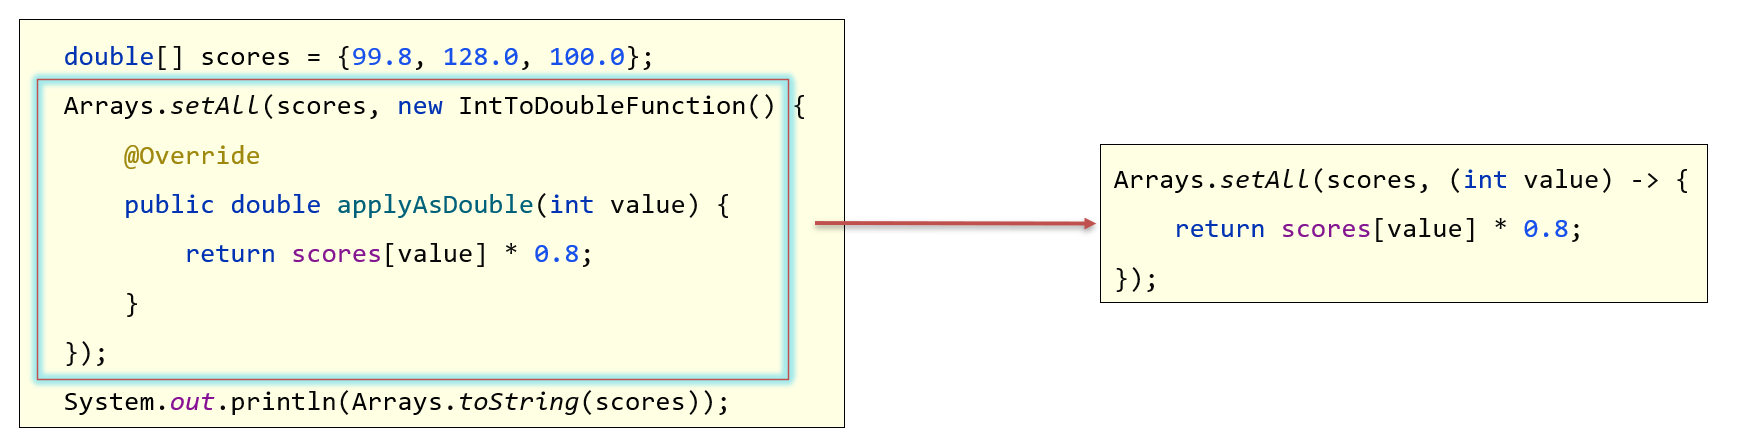 double[] scores = {99.8, 128.0, 100.0};
Arrays.setAll(scores, new IntToDoubleFunction() {
    @Override
    public double applyAsDouble(int value) {
        return scores[value] * 0.8;
    }
});
System.out.println(Arrays.toString(scores));
Arrays.setAll(scores, (int value) -> {
    return scores[value] * 0.8;
});